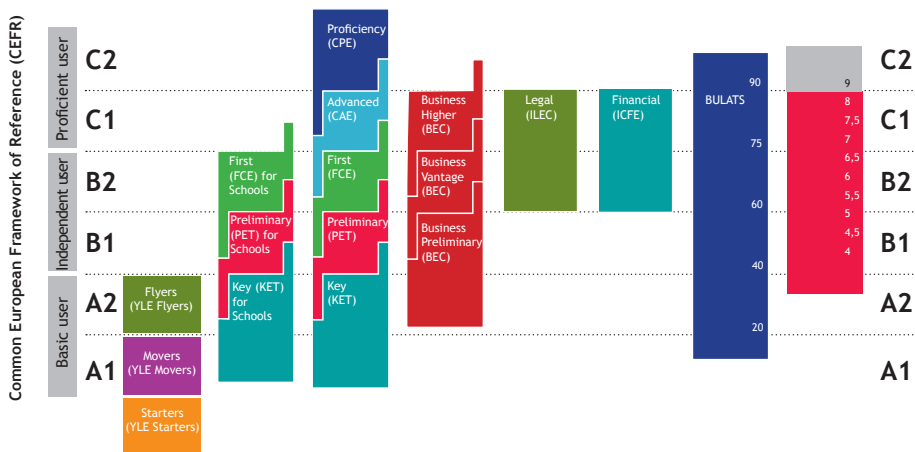 Common European Framework of Reference (CEFR)
Proficient user
Independent user
Basic user
C2
C1
B2
B1
A2
A1
Flyers
(YLE Flyers)
Movers
(YLE Movers)
Starters
(YLE Starters)
First
(FCE) for
Schools
Preliminary
(PET) for
Schools
Key (KET)
for
Schools
Proficiency
(CPE)
Advanced
(CAE)
First
(FCE)
Preliminary
(PET)
Key
(KET)
Business
Higher
(BEC)
Business
Vantage
(BEC)
Business
Preliminary
(BEC)
Legal
(ILEC)
Financial
(ICFE)
90
BULATS
75
60
40
20
9
8
7,5
7
6,5
6
5,5
5
4,5
4
C2
C1
B2
B1
A2
A1